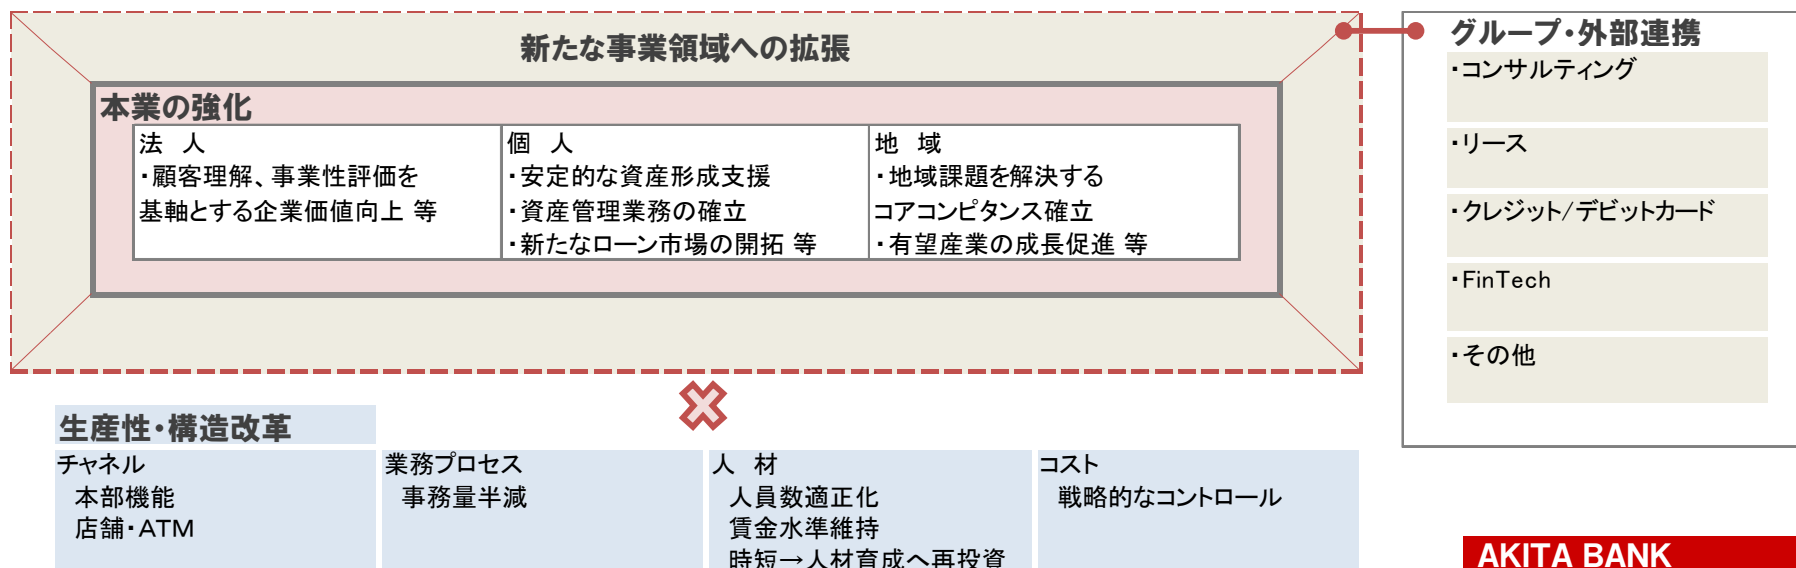 新たな事業領域への拡張
本業の強化
法　人
・顧客理解、事業性評価を
基軸とする企業価値向上 等
個　人
・安定的な資産形成支援
・資産管理業務の確立
・新たなローン市場の開拓 等
地　域
・地域課題を解決する
コアコンピタンス確立
・有望産業の成長促進 等
グループ・外部連携
・コンサルティング
・リース
・クレジット/デビットカード
・FinTech
・その他
生産性・構造改革
チャネル
本部機能
店舗・ATM
業務プロセス
事務量半減
人　材
人員数適正化
賃金水準維持
時短→人材育成へ再投資
コスト
戦略的なコントロール
AKITA BANK